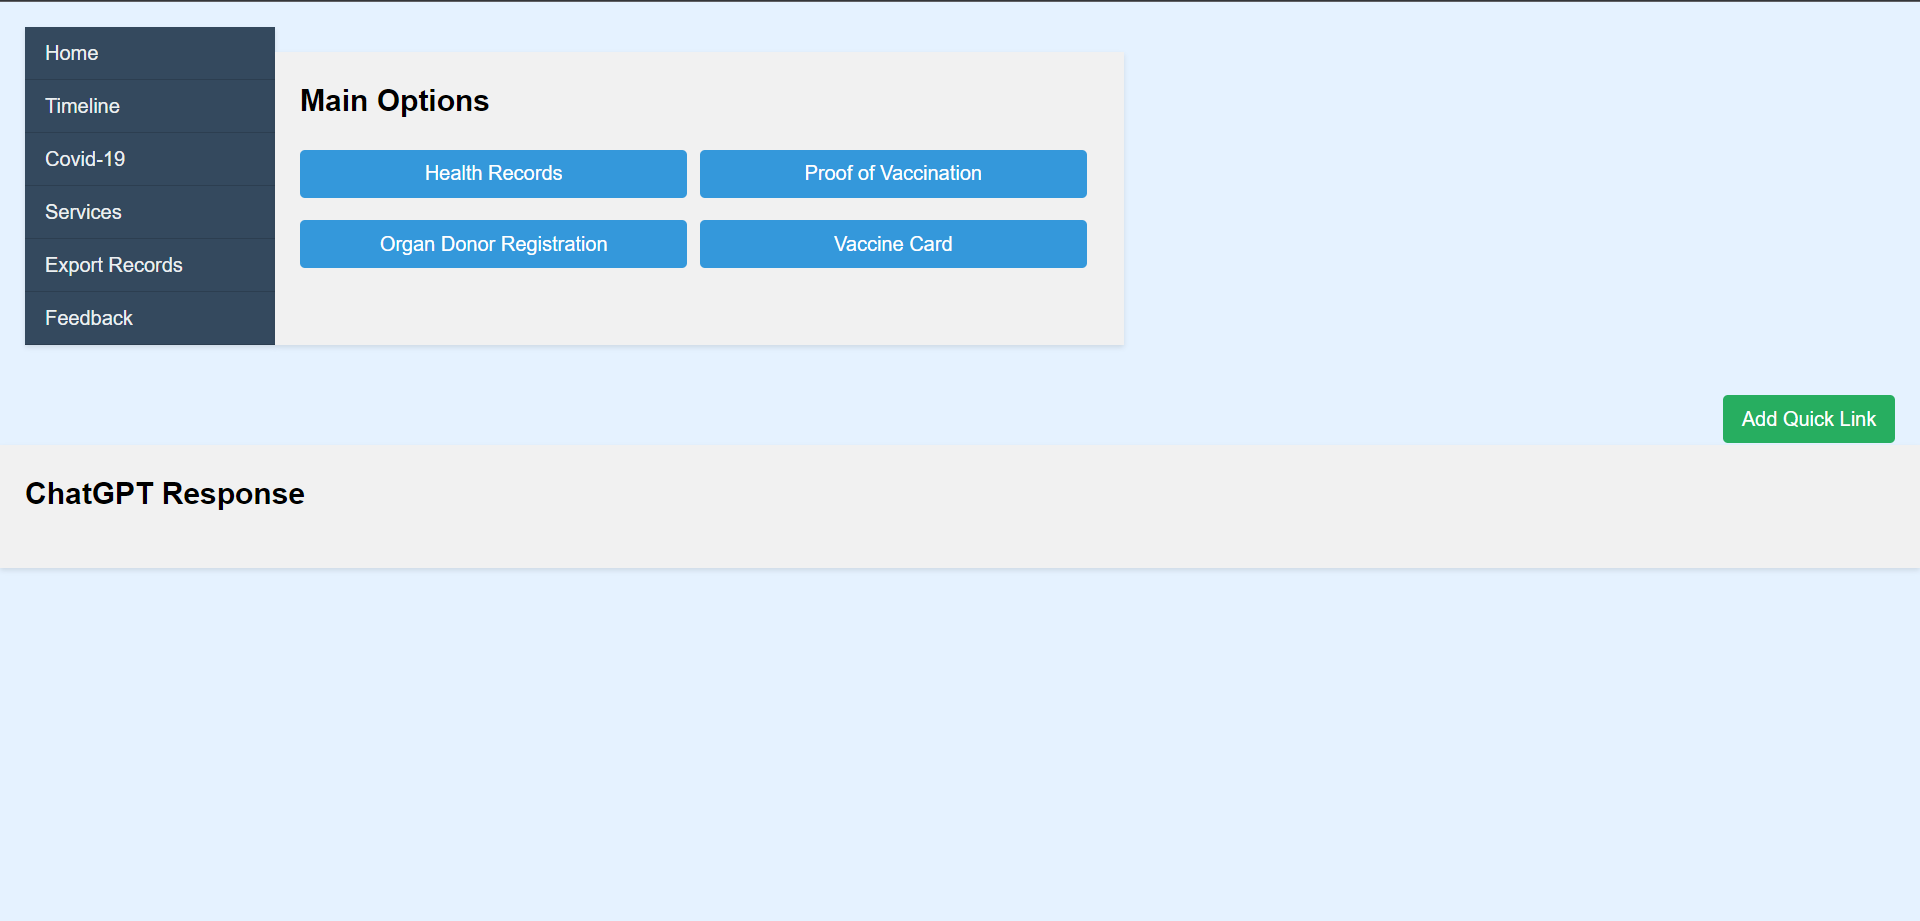 Home
Timeline
Covid-19
Services
Export Records
Feedback
Main Options
Health Records
Proof of Vaccination
Organ Donor Registration
Vaccine Card
Add Quick Link
ChatGPT Response